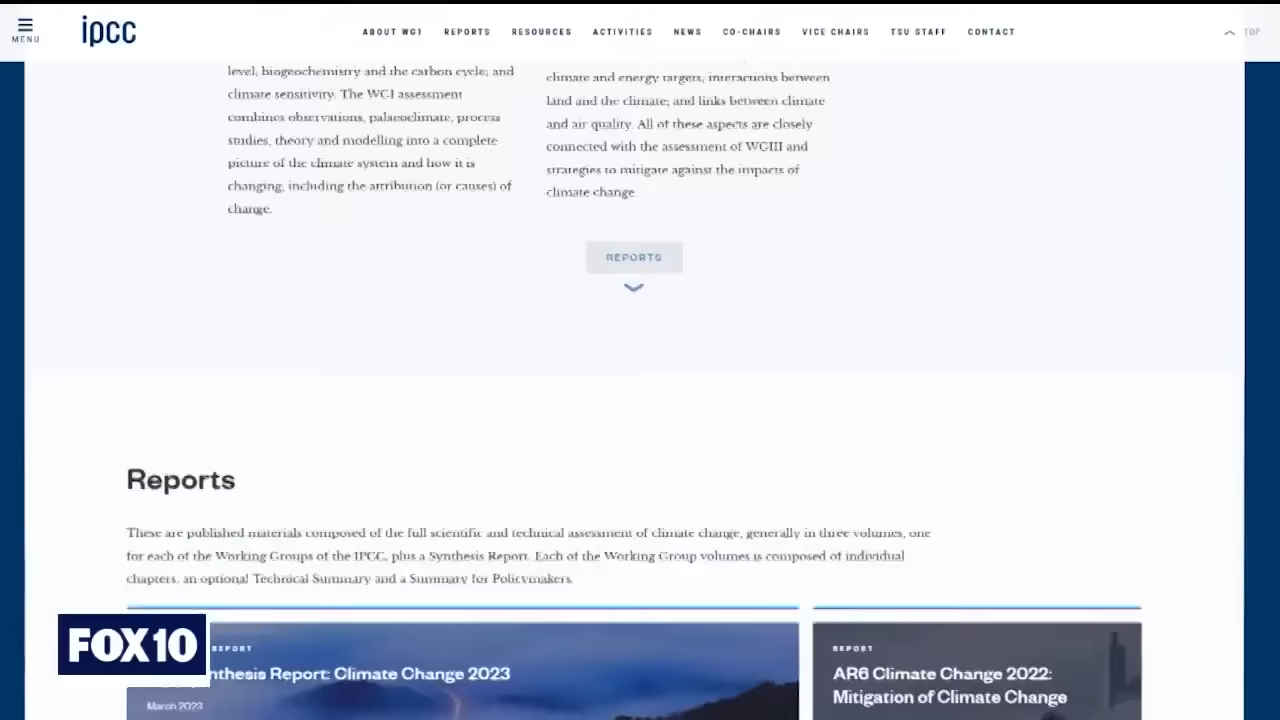 MENU
ipcc
ABOUT WG1 REPORTS RESOURCES ACTIVITIES NEWS CO-CHAIRS VICE CHAIRS TSU STAFF CONTACT
TOP
level; biogeochemistry and the carbon cycle; and
climate sensitivity. The WGI assessment
combines observations, palaeoclimate, process
studies, theory and modelling into a complete
picture of the climate system and how it is
changing, including the attribution (or causes) of
change.
climate and energy targets; interactions between
land and the climate; and links between climate
and air quality. All of these aspects are closely
connected with the assessment of WGIII and
strategies to mitigate against the impacts of
climate change.
REPORTS
Reports
These are published materials composed of the full scientific and technical assessment of climate change, generally in three volumes, one
for each of the Working Groups of the IPCC, plus a Synthesis Report. Each of the Working Group volumes is composed of individual
chapters, an optional Technical Summary and a Summary for Policymakers.
REPORT
nthesis Report: Climate Change 2023
March 2023
REPORT
AR6 Climate Change 2022:
Mitigation of Climate Change
FOX10